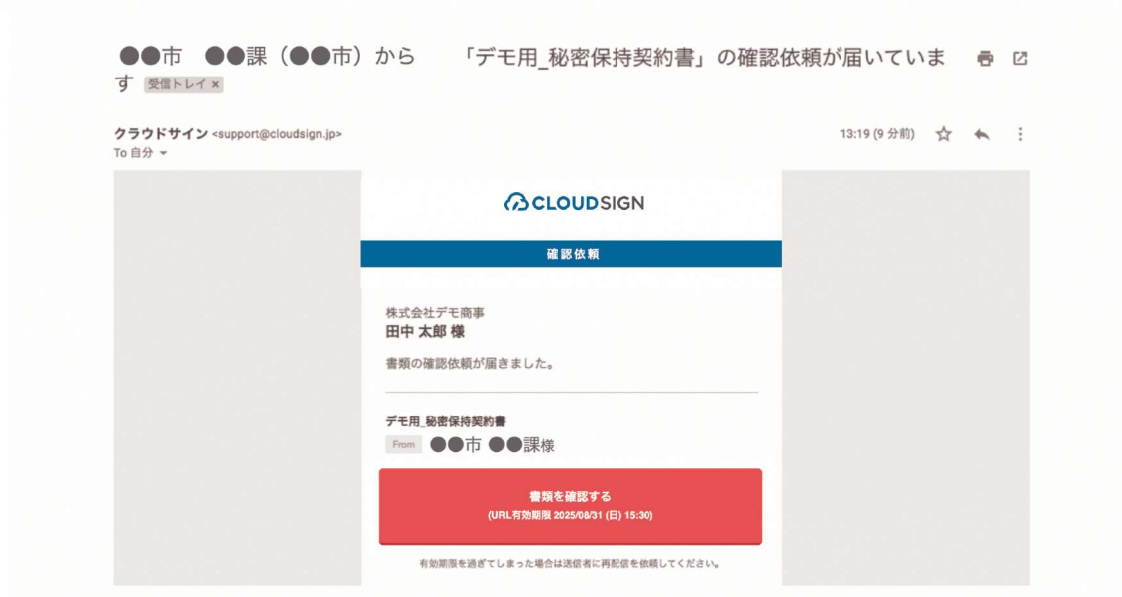 ●●市　●●課（●●市）から　　「デモ用_秘密保持契約書」の確認依頼が届いていま
す 受信トレイ ×
クラウドサイン <support@cloudsign.jp> 13:19 (9 分前)
To 自分
CLOUDSIGN
確認依頼
株式会社デモ商事
田中 太郎 様
書類の確認依頼が届きました。
デモ用_秘密保持契約書
From ●●市 ●●課様
書類を確認する
(URL有効期限 2025/08/31 (日) 15:30)
有効期限を過ぎてしまった場合は送信者に再配信を依頼してください。